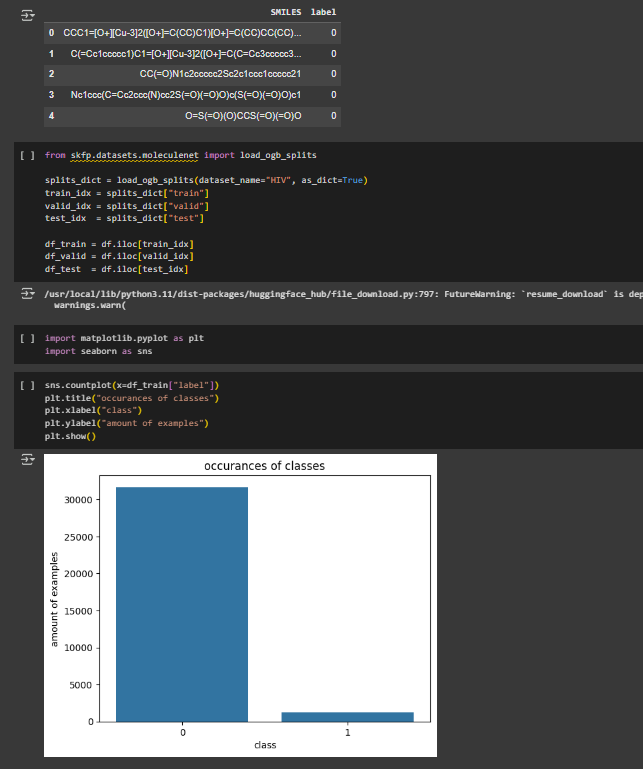 SMILES label
0 CCC1=[O+][Cu-3]2([O+]=C(CC)C1)[O+]=C(CC)CC(CC)... 0
1 C(=Cc1ccccc1)C1=[O+][Cu-3]2([O+]=C(C=Cc3ccccc3... 0
2 CC(=O)N1c2ccccc2Sc2c1ccc1ccccc21 0
3 Nc1ccc(C=Cc2ccc(N)cc2S(=O)(=O)O)c(S(=O)(=O)O)c1 0
4 O=S(=O)(O)CCS(=O)(=O)O 0
[ ] from skfp.datasets.moleculenet import load_ogb_splits
splits_dict = load_ogb_splits(dataset_name="HIV", as_dict=True)
train_idx = splits_dict["train"]
valid_idx = splits_dict["valid"]
test_idx  = splits_dict["test"]
df_train = df.iloc[train_idx]
df_valid = df.iloc[valid_idx]
df_test  = df.iloc[test_idx]
/usr/local/lib/python3.11/dist-packages/huggingface_hub/file_download.py:797: FutureWarning: `resume_download` is dep
warnings.warn(
[ ] import matplotlib.pyplot as plt
import seaborn as sns
[ ] sns.countplot(x=df_train["label"])
plt.title("occurances of classes")
plt.xlabel("class")
plt.ylabel("amount of examples")
plt.show()
occurances of classes
30000
25000
20000
15000
10000
5000
0
amount of examples
0 1
class